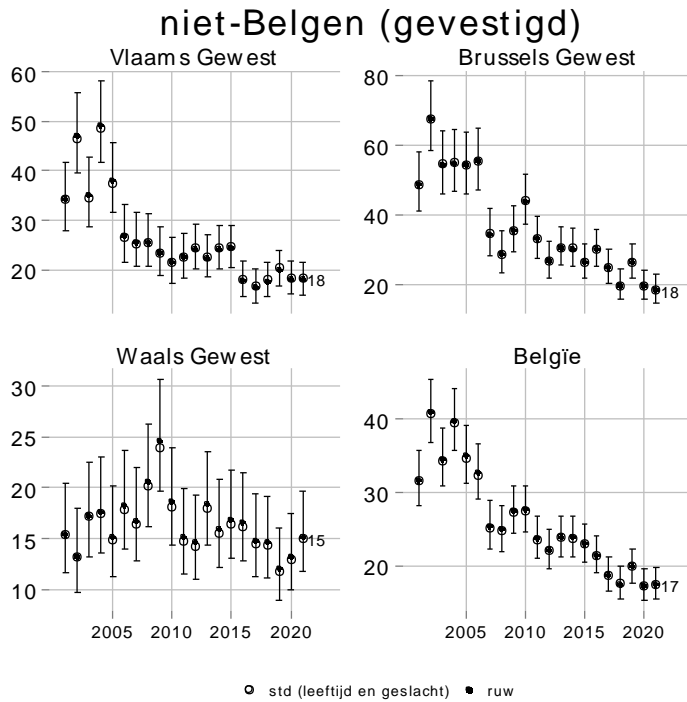 niet-Belgen (gevestigd)
Vlaams Gewest
Brussels Gewest
60
50
40
30
20
18
80
60
40
20
18
Waals Gewest
Belgïe
30
25
20
15
10
15
40
30
20
17
2005 2010 2015 2020
2005 2010 2015 2020
std (leeftijd en geslacht) ruw